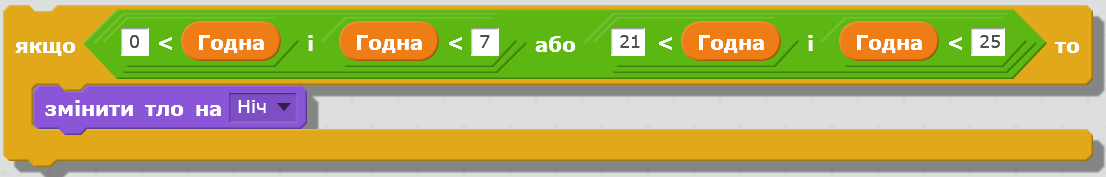 якщо 0 < Годна і Годна < 7 або 21 < Годна і Годна < 25 то
змінити тло на Ніч